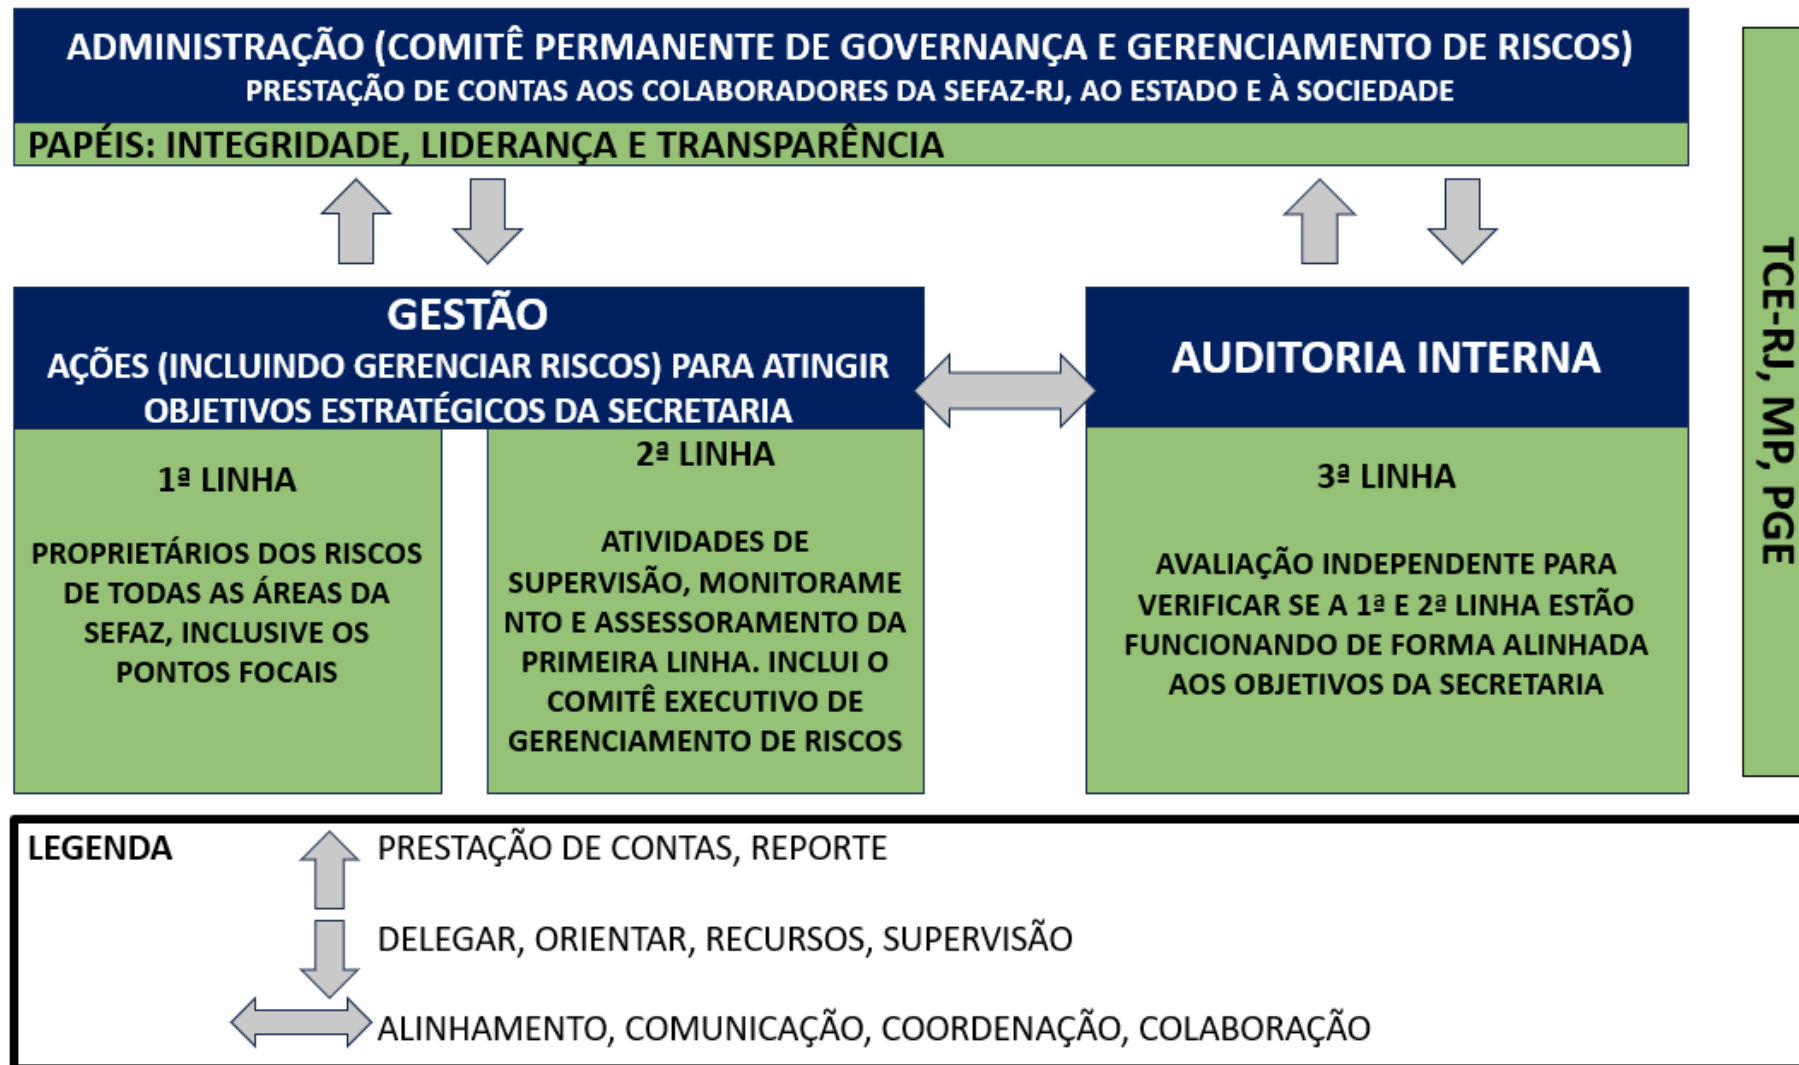 ADMINISTRAÇÃO (COMITÊ PERMANENTE DE GOVERNANÇA E GERENCIAMENTO DE RISCOS)
PRESTAÇÃO DE CONTAS AOS COLABORADORES DA SEFAZ-RJ, AO ESTADO E À SOCIEDADE
PAPÉIS: INTEGRIDADE, LIDERANÇA E TRANSPARÊNCIA
GESTÃO
AÇÕES (INCLUINDO GERENCIAR RISCOS) PARA ATINGIR
OBJETIVOS ESTRATÉGICOS DA SECRETARIA
1ª LINHA
PROPRIETÁRIOS DOS RISCOS
DE TODAS AS ÁREAS DA
SEFAZ, INCLUSIVE OS
PONTOS FOCAIS
2ª LINHA
ATIVIDADES DE
SUPERVISÃO, MONITORAME
NTO E ASSESSORAMENTO DA
PRIMEIRA LINHA. INCLUI O
COMITÊ EXECUTIVO DE
GERENCIAMENTO DE RISCOS
AUDITORIA INTERNA
3ª LINHA
AVALIAÇÃO INDEPENDENTE PARA
VERIFICAR SE A 1ª E 2ª LINHA ESTÃO
FUNCIONANDO DE FORMA ALINHADA
AOS OBJETIVOS DA SECRETARIA
TCE-RJ, MP, PGE
LEGENDA
PRESTAÇÃO DE CONTAS, REPORTE
DELEGAR, ORIENTAR, RECURSOS, SUPERVISÃO
ALINHAMENTO, COMUNICAÇÃO, COORDENAÇÃO, COLABORAÇÃO